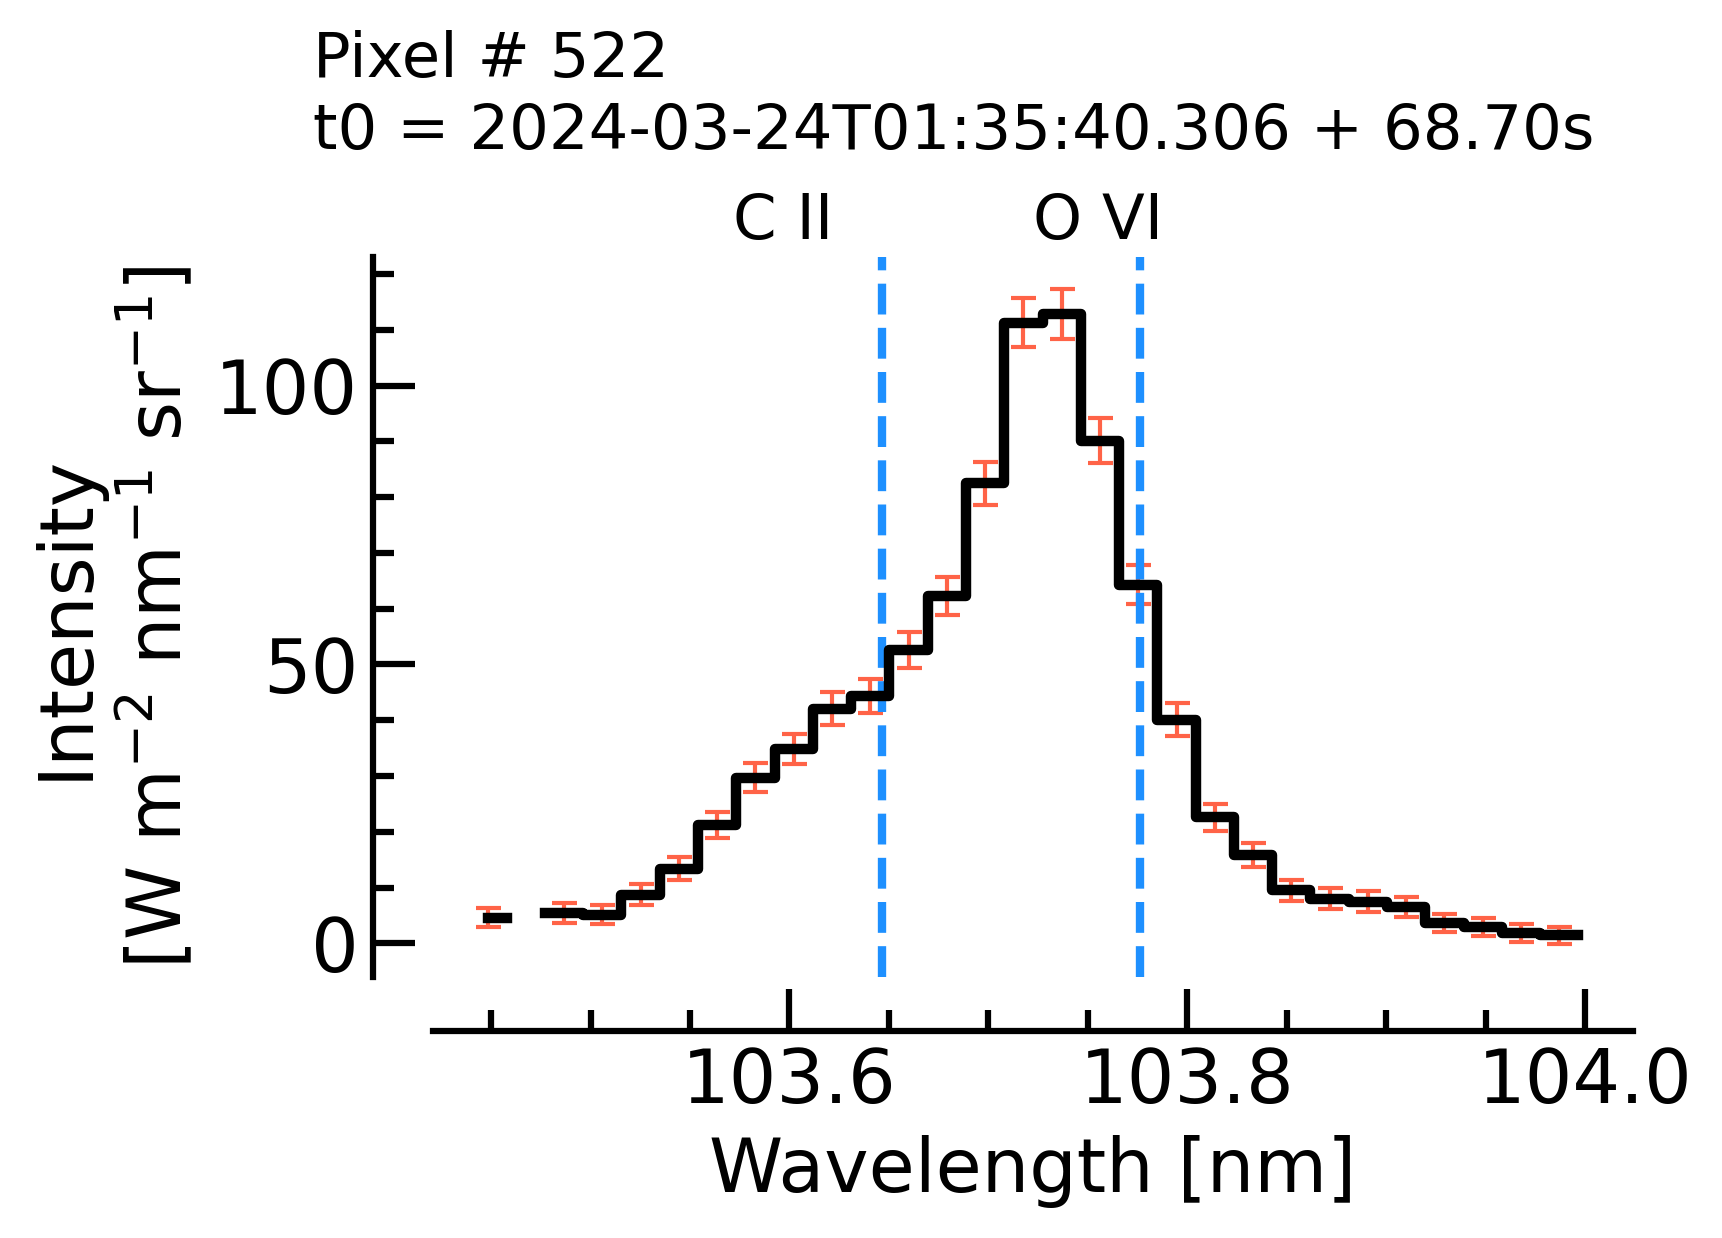 Pixel # 522
t0 = 2024-03-24T01:35:40.306 + 68.70s
C II O VI
Intensity
[W m⁻² nm⁻¹ sr⁻¹]
100
50
0
103.6 103.8 104.0
Wavelength [nm]